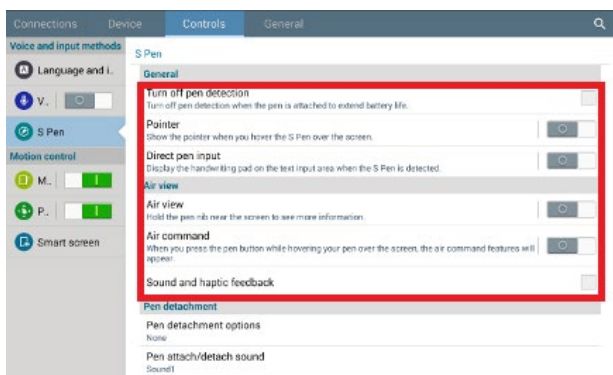 Connections Device Controls General
Voice and input methods
Language and i..
V..
S Pen
Motion control
M..
P..
Smart screen
S Pen
General
Turn off pen detection
Turn off pen detection when the pen is attached to extend battery life.
Pointer
Show the pointer when you hover the S Pen over the screen.
Direct pen input
Display the handwriting pad on the text input area when the S Pen is detected.
Air view
Air view
Hold the pen nib near the screen to see more information.
Air command
When you press the pen button while hovering your pen over the screen, the air command features will
appear.
Sound and haptic feedback
Pen detachment
Pen detachment options
None
Pen attach/detach sound
Sound1